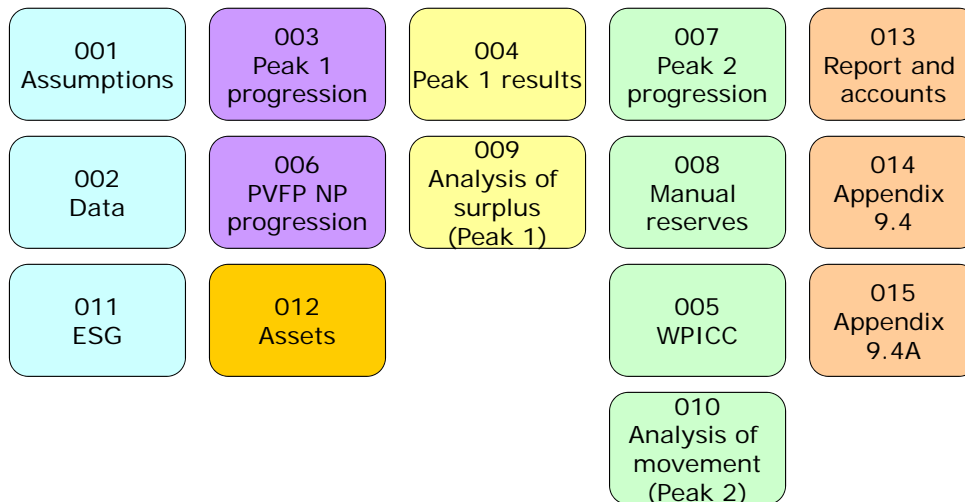 001
Assumptions
003
Peak 1
progression
004
Peak 1 results
007
Peak 2
progression
013
Report and
accounts
002
Data
006
PVFP NP
progression
009
Analysis of
surplus
(Peak 1)
008
Manual
reserves
014
Appendix
9.4
011
ESG
012
Assets
005
WPICC
015
Appendix
9.4A
010
Analysis of
movement
(Peak 2)